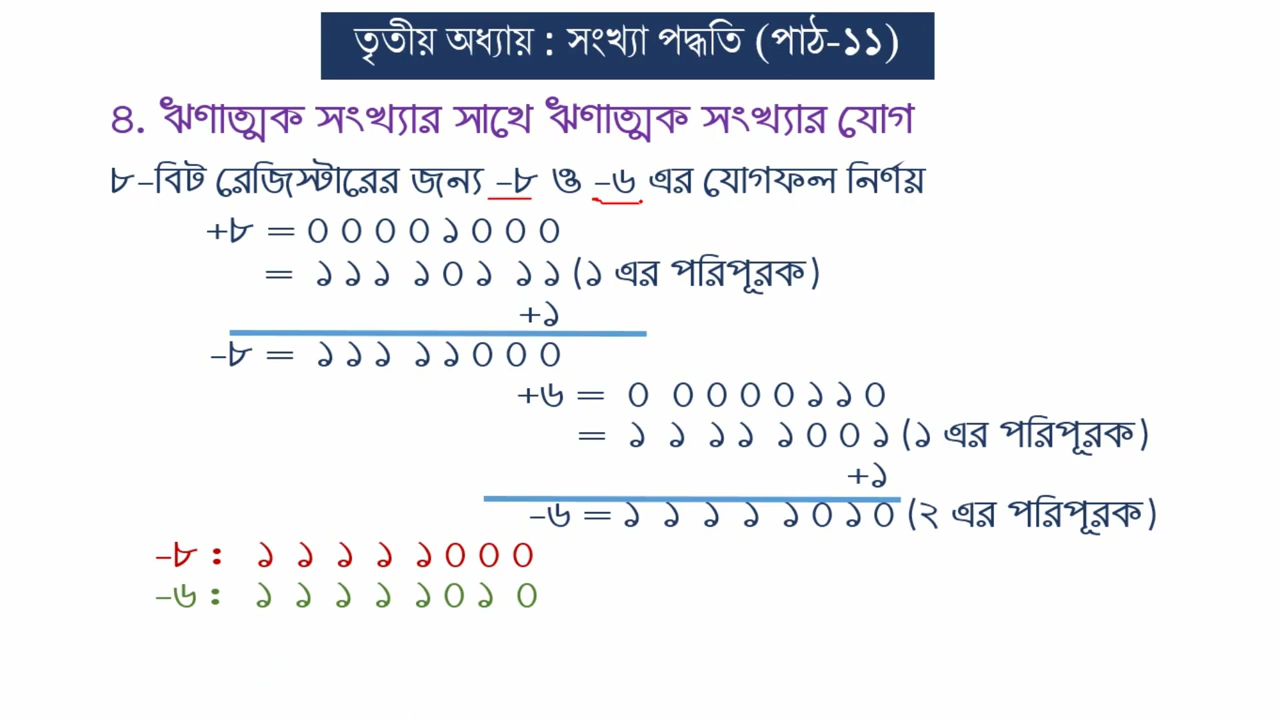 তৃতীয় অধ্যায় : সংখ্যা পদ্ধতি (পাঠ-১১)
৪. ঋণাত্মক সংখ্যার সাথে ঋণাত্মক সংখ্যার যোগ
৮-বিট রেজিস্টারের জন্য -৮ ও -৬ এর যোগফল নির্ণয়
+৮ = ০ ০ ০ ০ ১ ০ ০ ০
= ১ ১ ১ ১ ০ ১ ১ ১ (১ এর পরিপূরক)
+১
-৮ = ১ ১ ১ ১ ১ ০ ০ ০
+৬ = ০ ০ ০ ০ ০ ১ ১ ০
= ১ ১ ১ ১ ১ ০ ০ ১ (১ এর পরিপূরক)
+১
-৬ = ১ ১ ১ ১ ১ ০ ১ ০ (২ এর পরিপূরক)
-৮ : ১ ১ ১ ১ ১ ০ ০ ০
-৬ : ১ ১ ১ ১ ১ ০ ১ ০